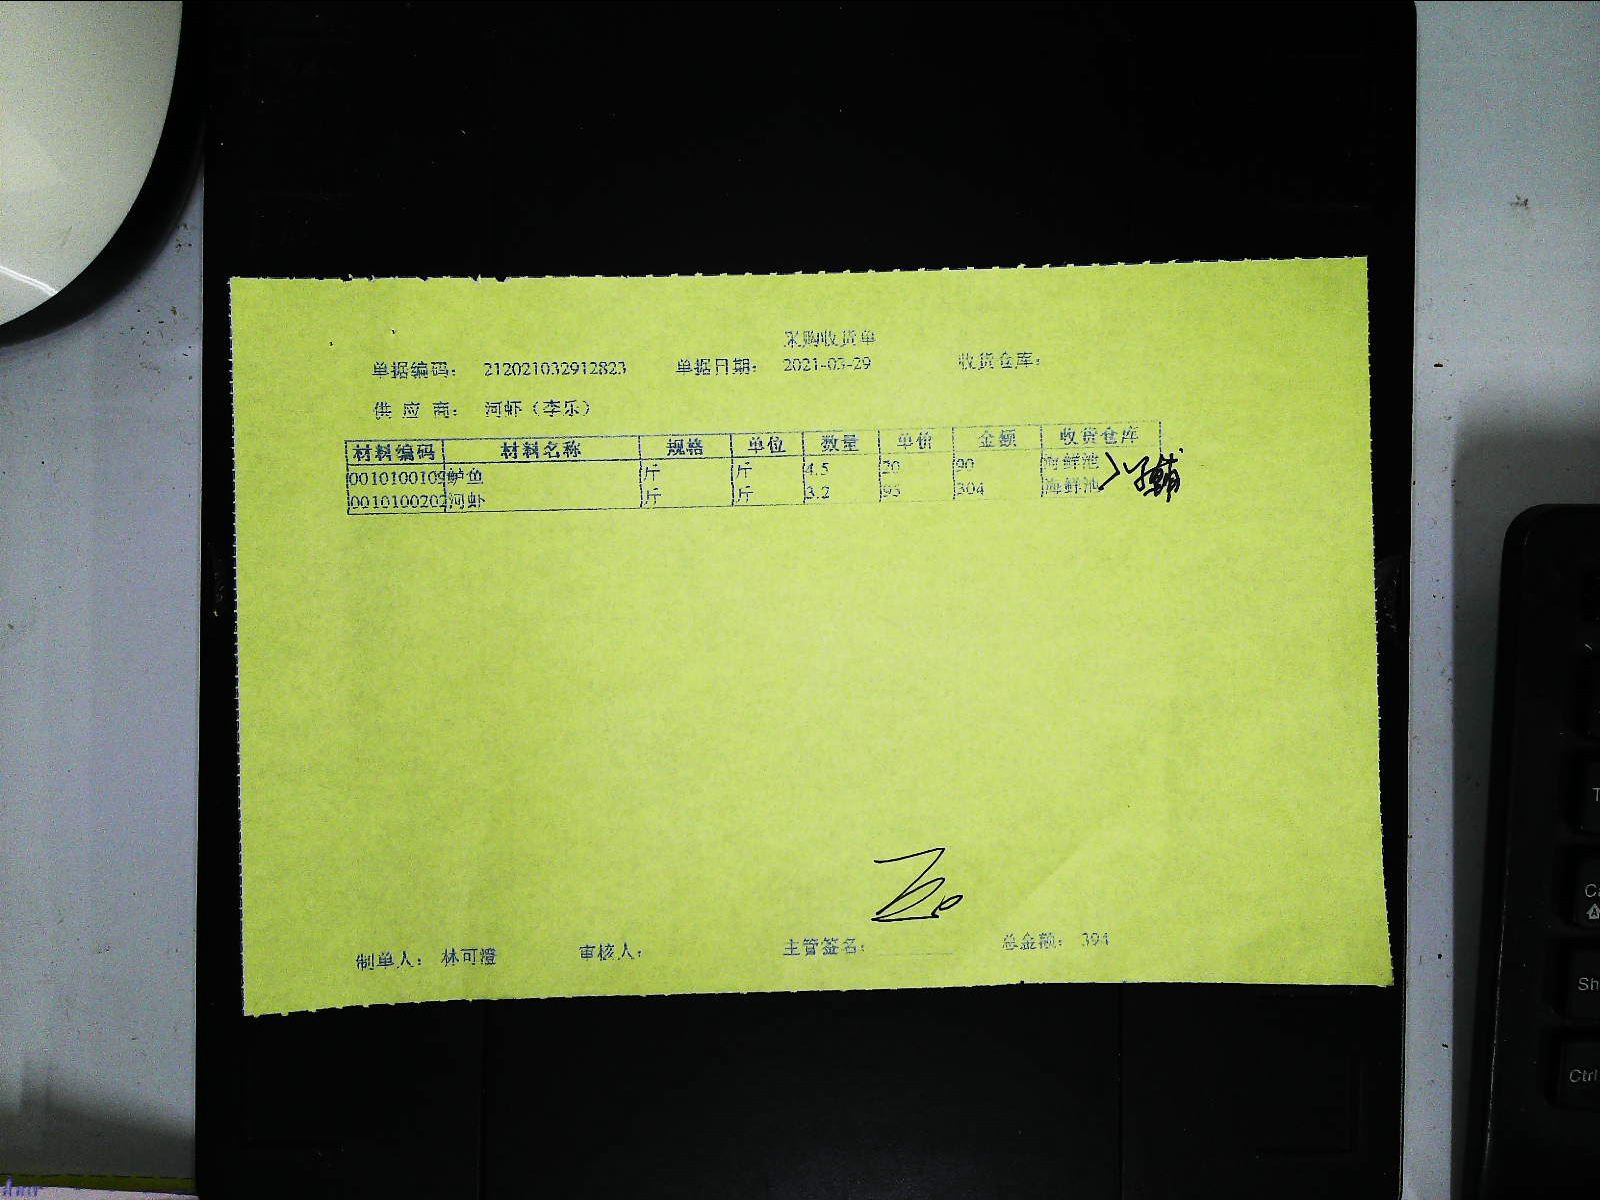 采购收货单
单据编码： 212021032912823 单据日期： 2021-03-29 收货仓库：
供 应 商： 河虾（李乐）
材料编码 材料名称 规格 单位 数量 单价 金额 收货仓库
0010100109 鲈鱼 斤 斤 4.5 20 90 海鲜池
0010100202 河虾 斤 斤 3.2 95 304 海鲜池
制单人： 林可澄 审核人： 主管签名： 总金额： 394
Sh
Ctrl